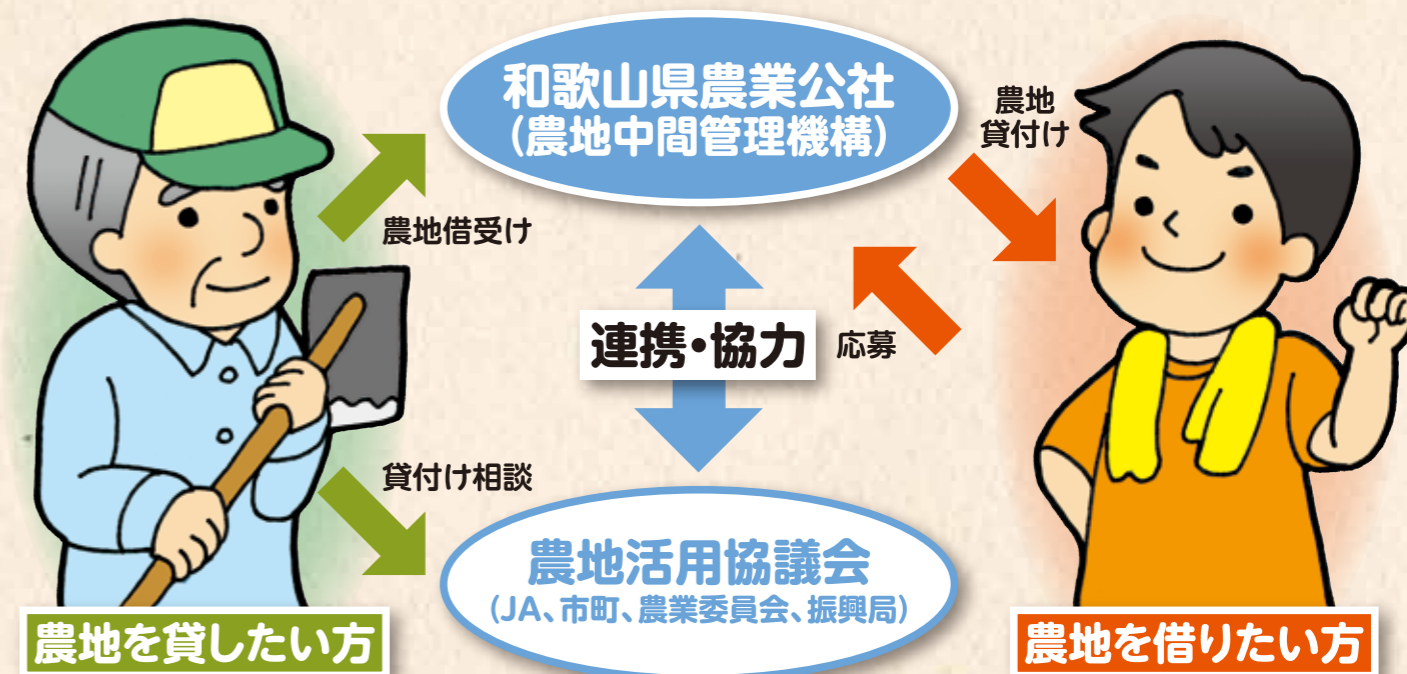 和歌山県農業公社
(農地中間管理機構)
農地
貸付け
農地借受け
連携・協力
応募
貸付け相談
農地活用協議会
(JA、市町、農業委員会、振興局)
農地を貸したい方
農地を借りたい方